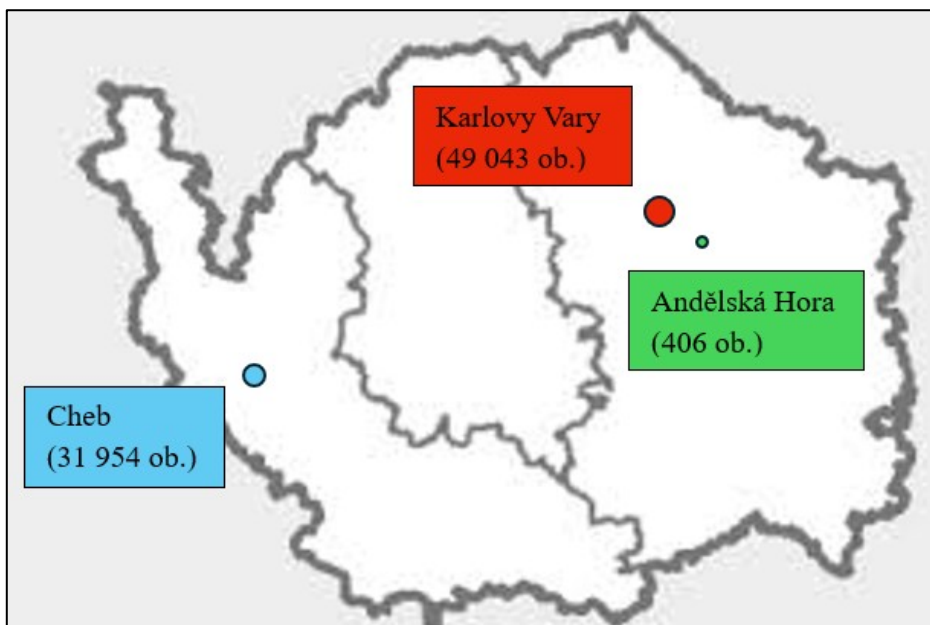 Karlovy Vary
(49 043 ob.)
Andělská Hora
(406 ob.)
Cheb
(31 954 ob.)